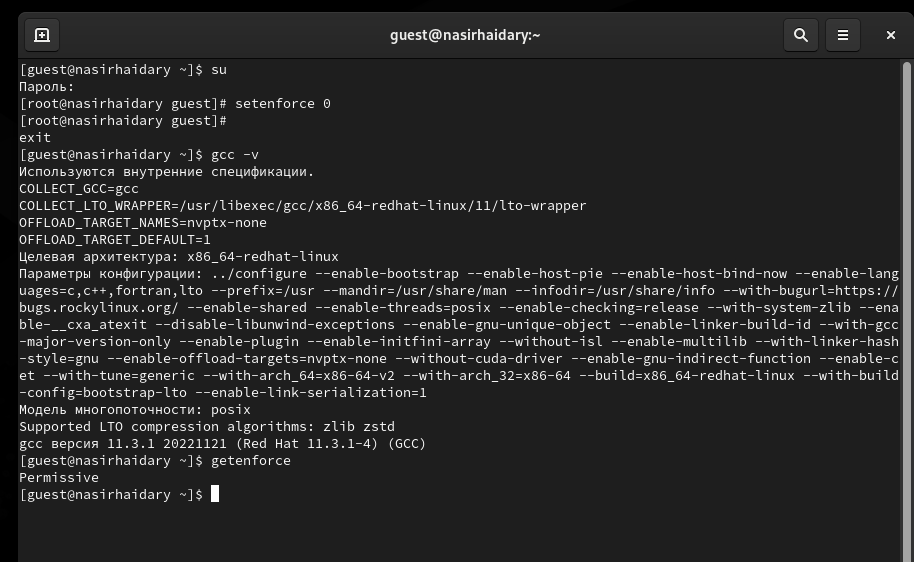 guest@nasirhaidary:~
[guest@nasirhaidary ~]$ su
Пароль:
[root@nasirhaidary guest]# setenforce 0
[root@nasirhaidary guest]#
exit
[guest@nasirhaidary ~]$ gcc -v
Используются внутренние спецификации.
COLLECT_GCC=gcc
COLLECT_LTO_WRAPPER=/usr/libexec/gcc/x86_64-redhat-linux/11/lto-wrapper
OFFLOAD_TARGET_NAMES=nvptx-none
OFFLOAD_TARGET_DEFAULT=1
Целевая архитектура: x86_64-redhat-linux
Параметры конфигурации: ../configure --enable-bootstrap --enable-host-pie --enable-host-bind-now --enable-lang
uages=c,c++,fortran,lto --prefix=/usr --mandir=/usr/share/man --infodir=/usr/share/info --with-bugurl=https://
bugs.rockylinux.org/ --enable-shared --enable-threads=posix --enable-checking=release --with-system-zlib --ena
ble-__cxa_atexit --disable-libunwind-exceptions --enable-gnu-unique-object --enable-linker-build-id --with-gcc
-major-version-only --enable-plugin --enable-initfini-array --without-isl --enable-multilib --with-linker-hash
-style=gnu --enable-offload-targets=nvptx-none --without-cuda-driver --enable-gnu-indirect-function --enable-c
et --with-tune=generic --with-arch_64=x86-64-v2 --with-arch_32=x86-64 --build=x86_64-redhat-linux --with-build
-config=bootstrap-lto --enable-link-serialization=1
Модель многопоточности: posix
Supported LTO compression algorithms: zlib zstd
gcc версия 11.3.1 20221121 (Red Hat 11.3.1-4) (GCC)
[guest@nasirhaidary ~]$ getenforce
Permissive
[guest@nasirhaidary ~]$